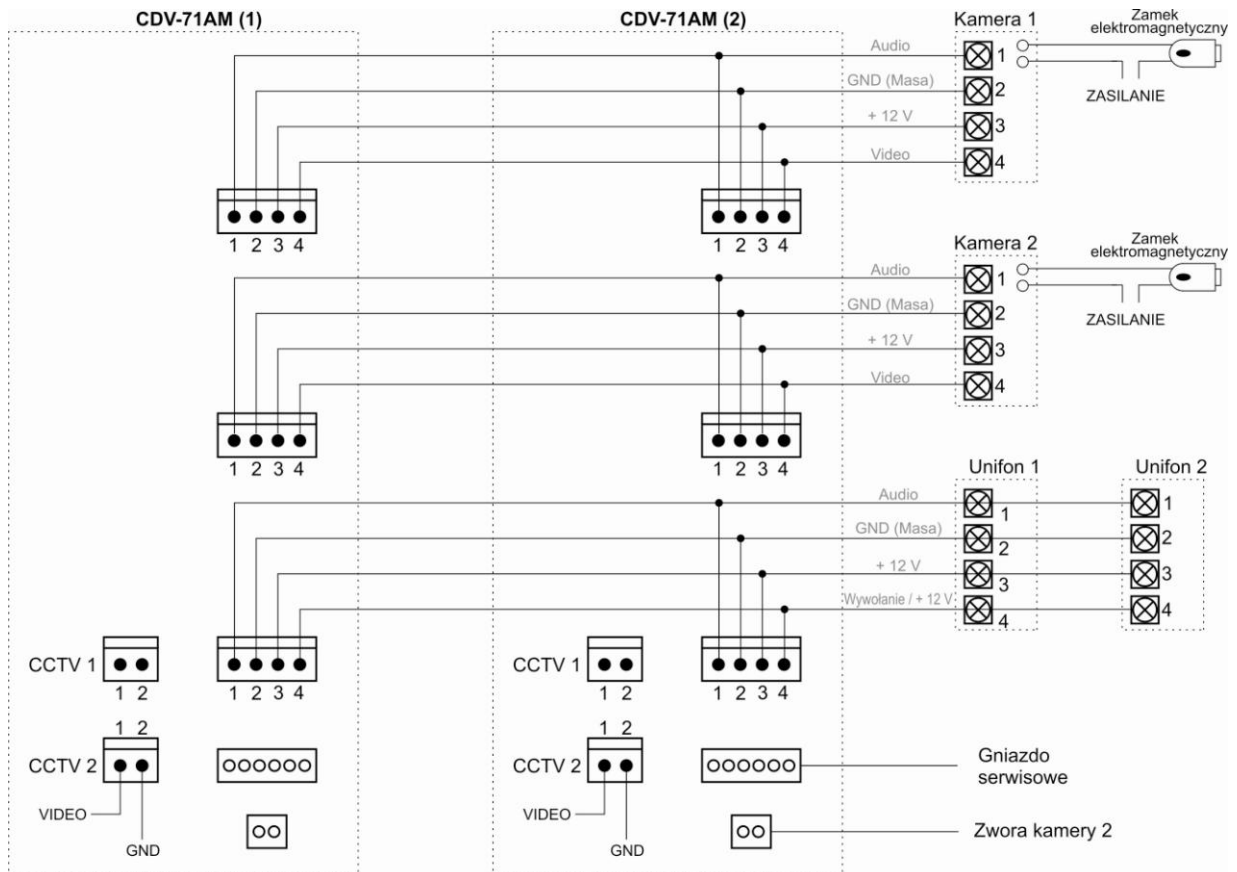 CDV-71AM (1)
CDV-71AM (2)
Kamera 1
Zamek
elektromagnetyczny
Audio
1
GND (Masa)
2
ZASILANIE
+ 12 V
3
Video
4
1 2 3 4
1 2 3 4
Kamera 2
Zamek
elektromagnetyczny
Audio
1
GND (Masa)
2
ZASILANIE
+ 12 V
3
Video
4
1 2 3 4
1 2 3 4
Unifon 1
Unifon 2
Audio
1
1
GND (Masa)
2
2
+ 12 V
3
3
Wywołanie / + 12 V
4
4
CCTV 1
1 2
1 2 3 4
CCTV 1
1 2
1 2 3 4
1 2
CCTV 2
1 2
CCTV 2
Gniazdo
serwisowe
VIDEO
GND
VIDEO
GND
Zwora kamery 2